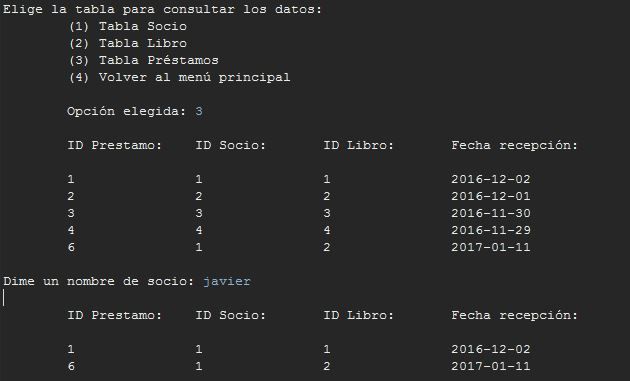 Elige la tabla para consultar los datos:
(1) Tabla Socio
(2) Tabla Libro
(3) Tabla Préstamos
(4) Volver al menú principal
Opción elegida: 3
ID Prestamo: ID Socio: ID Libro: Fecha recepción:
1 1 1 2016-12-02
2 2 2 2016-12-01
3 3 3 2016-11-30
4 4 4 2016-11-29
6 1 2 2017-01-11
Dime un nombre de socio: javier
ID Prestamo: ID Socio: ID Libro: Fecha recepción:
1 1 1 2016-12-02
6 1 2 2017-01-11